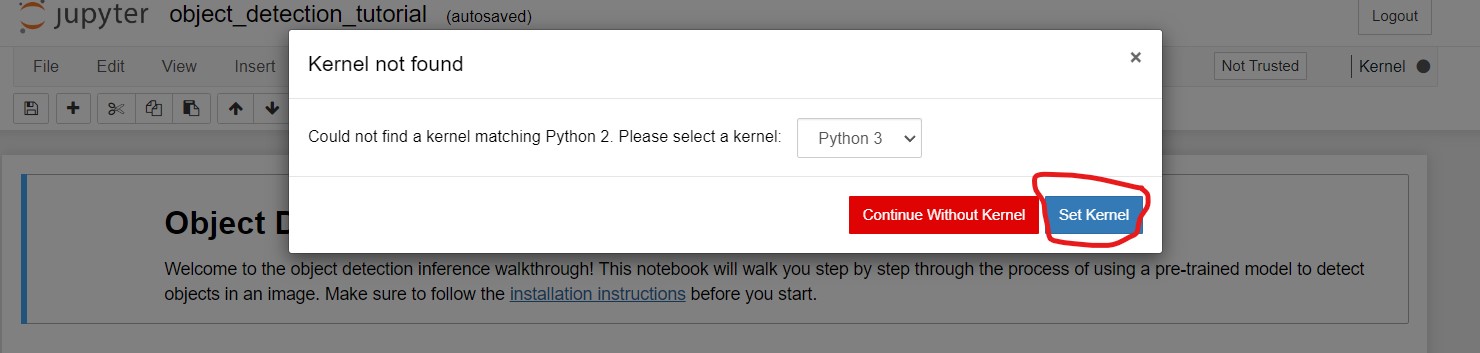 jupyter object_detection_tutorial (autosaved)
Logout
File Edit View Insert
Not Trusted
Kernel
Kernel not found
×
Could not find a kernel matching Python 2. Please select a kernel: Python 3
Continue Without Kernel
Set Kernel
Object D
Welcome to the object detection inference walkthrough! This notebook will walk you step by step through the process of using a pre-trained model to detect
objects in an image. Make sure to follow the installation instructions before you start.